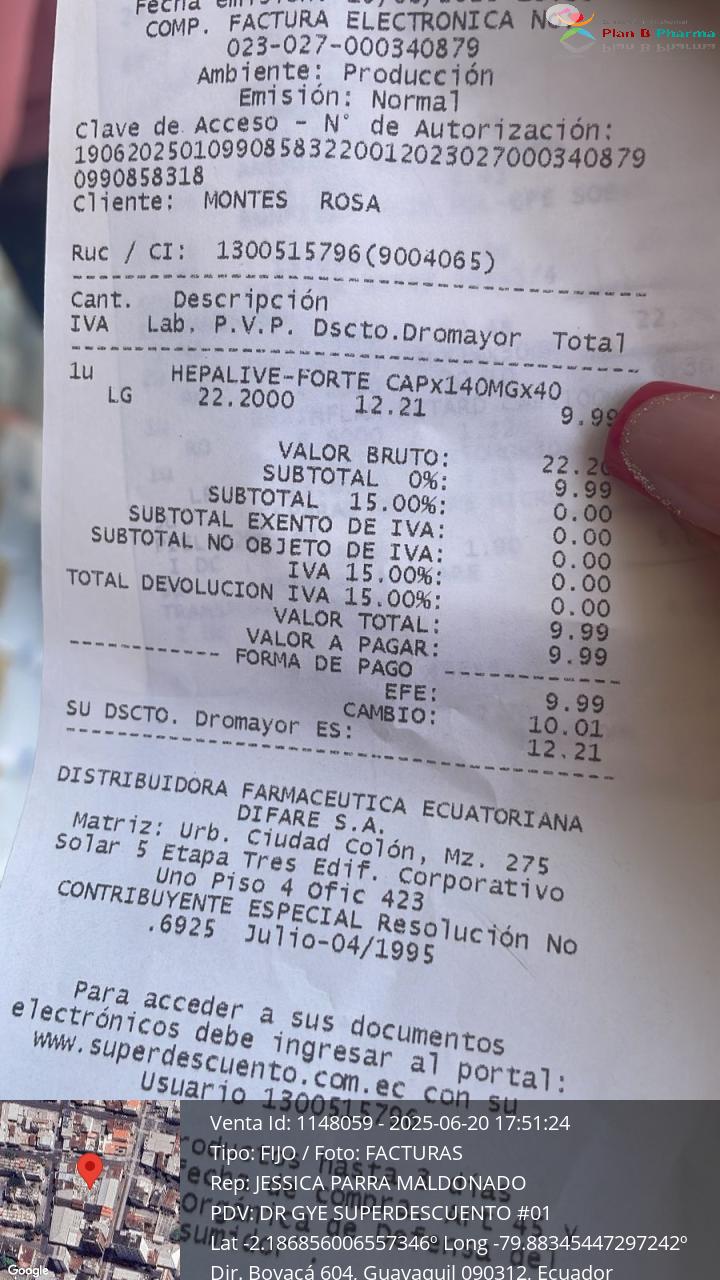 COMP. FACTURA ELECTRONICA NO
023-027-000340879
Ambiente: Producción
Emisión: Normal
Clave de Acceso - N° de Autorización:
190620250109908583220012023027000340879
0990858318
Cliente: MONTES ROSA
Ruc / CI: 1300515796(9004065)
Cant. Descripción
IVA Lab. P.V.P. Dscto.Dromayor Total
1u HEPALIVE-FORTE CAPx140MGx40
LG 22.2000 12.21 9.99
VALOR BRUTO: 22.20
SUBTOTAL 0%: 9.99
SUBTOTAL 15.00%: 0.00
SUBTOTAL EXENTO DE IVA: 0.00
SUBTOTAL NO OBJETO DE IVA: 0.00
IVA 15.00%: 0.00
TOTAL DEVOLUCION IVA 15.00%: 0.00
VALOR TOTAL: 9.99
VALOR A PAGAR: 9.99
------------ FORMA DE PAGO ------------
EFE: 9.99
CAMBIO: 10.01
SU DSCTO. Dromayor ES: 12.21
DISTRIBUIDORA FARMACEUTICA ECUATORIANA
DIFARE S.A.
Matriz: Urb. Ciudad Colón, Mz. 275
Solar 5 Etapa Tres Edif. Corporativo
Uno Piso 4 Ofic 423
CONTRIBUYENTE ESPECIAL Resolución No
.6925 Julio-04/1995
Para acceder a sus documentos
electrónicos debe ingresar al portal:
www.superdescuento.com.ec con su
Usuario 1300515796
Plan B Pharma
Venta Id: 1148059 - 2025-06-20 17:51:24
Tipo: FIJO / Foto: FACTURAS
Rep: JESSICA PARRA MALDONADO
PDV: DR GYE SUPERDESCUENTO #01
Lat -2.186856006557346° Long -79.88345447297242°
Dir. Boyacá 604, Guayaquil 090312, Ecuador
Google